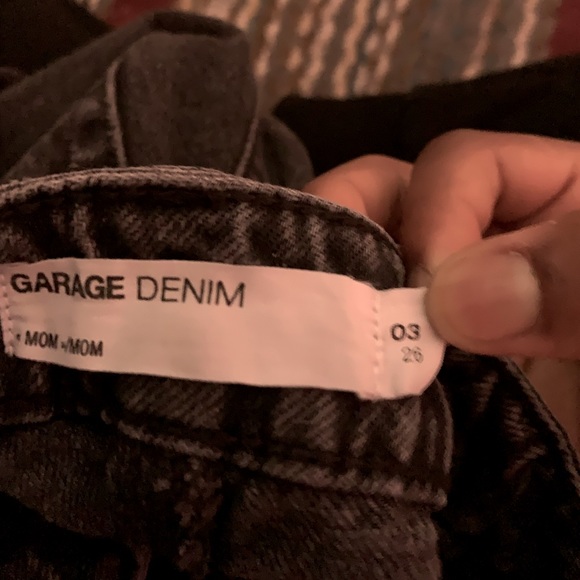 GARAGE DENIM
• MOM •/MOM
03
26